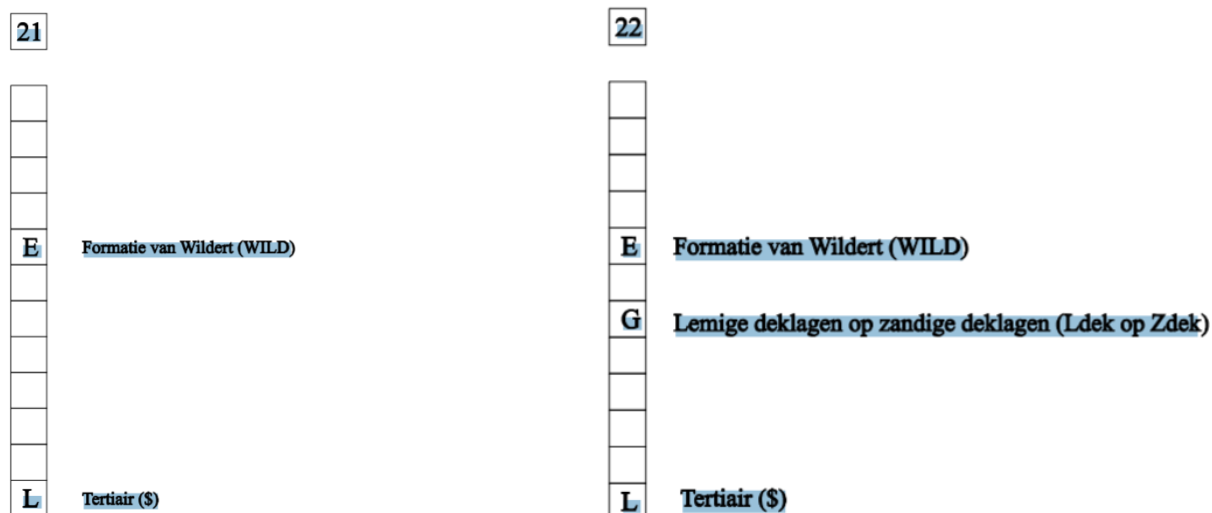 21
E Formatie van Wildert (WILD)
L Tertiair ($)
22
E Formatie van Wildert (WILD)
G Lemige deklagen op zandige deklagen (Ldek op Zdek)
L Tertiair ($)